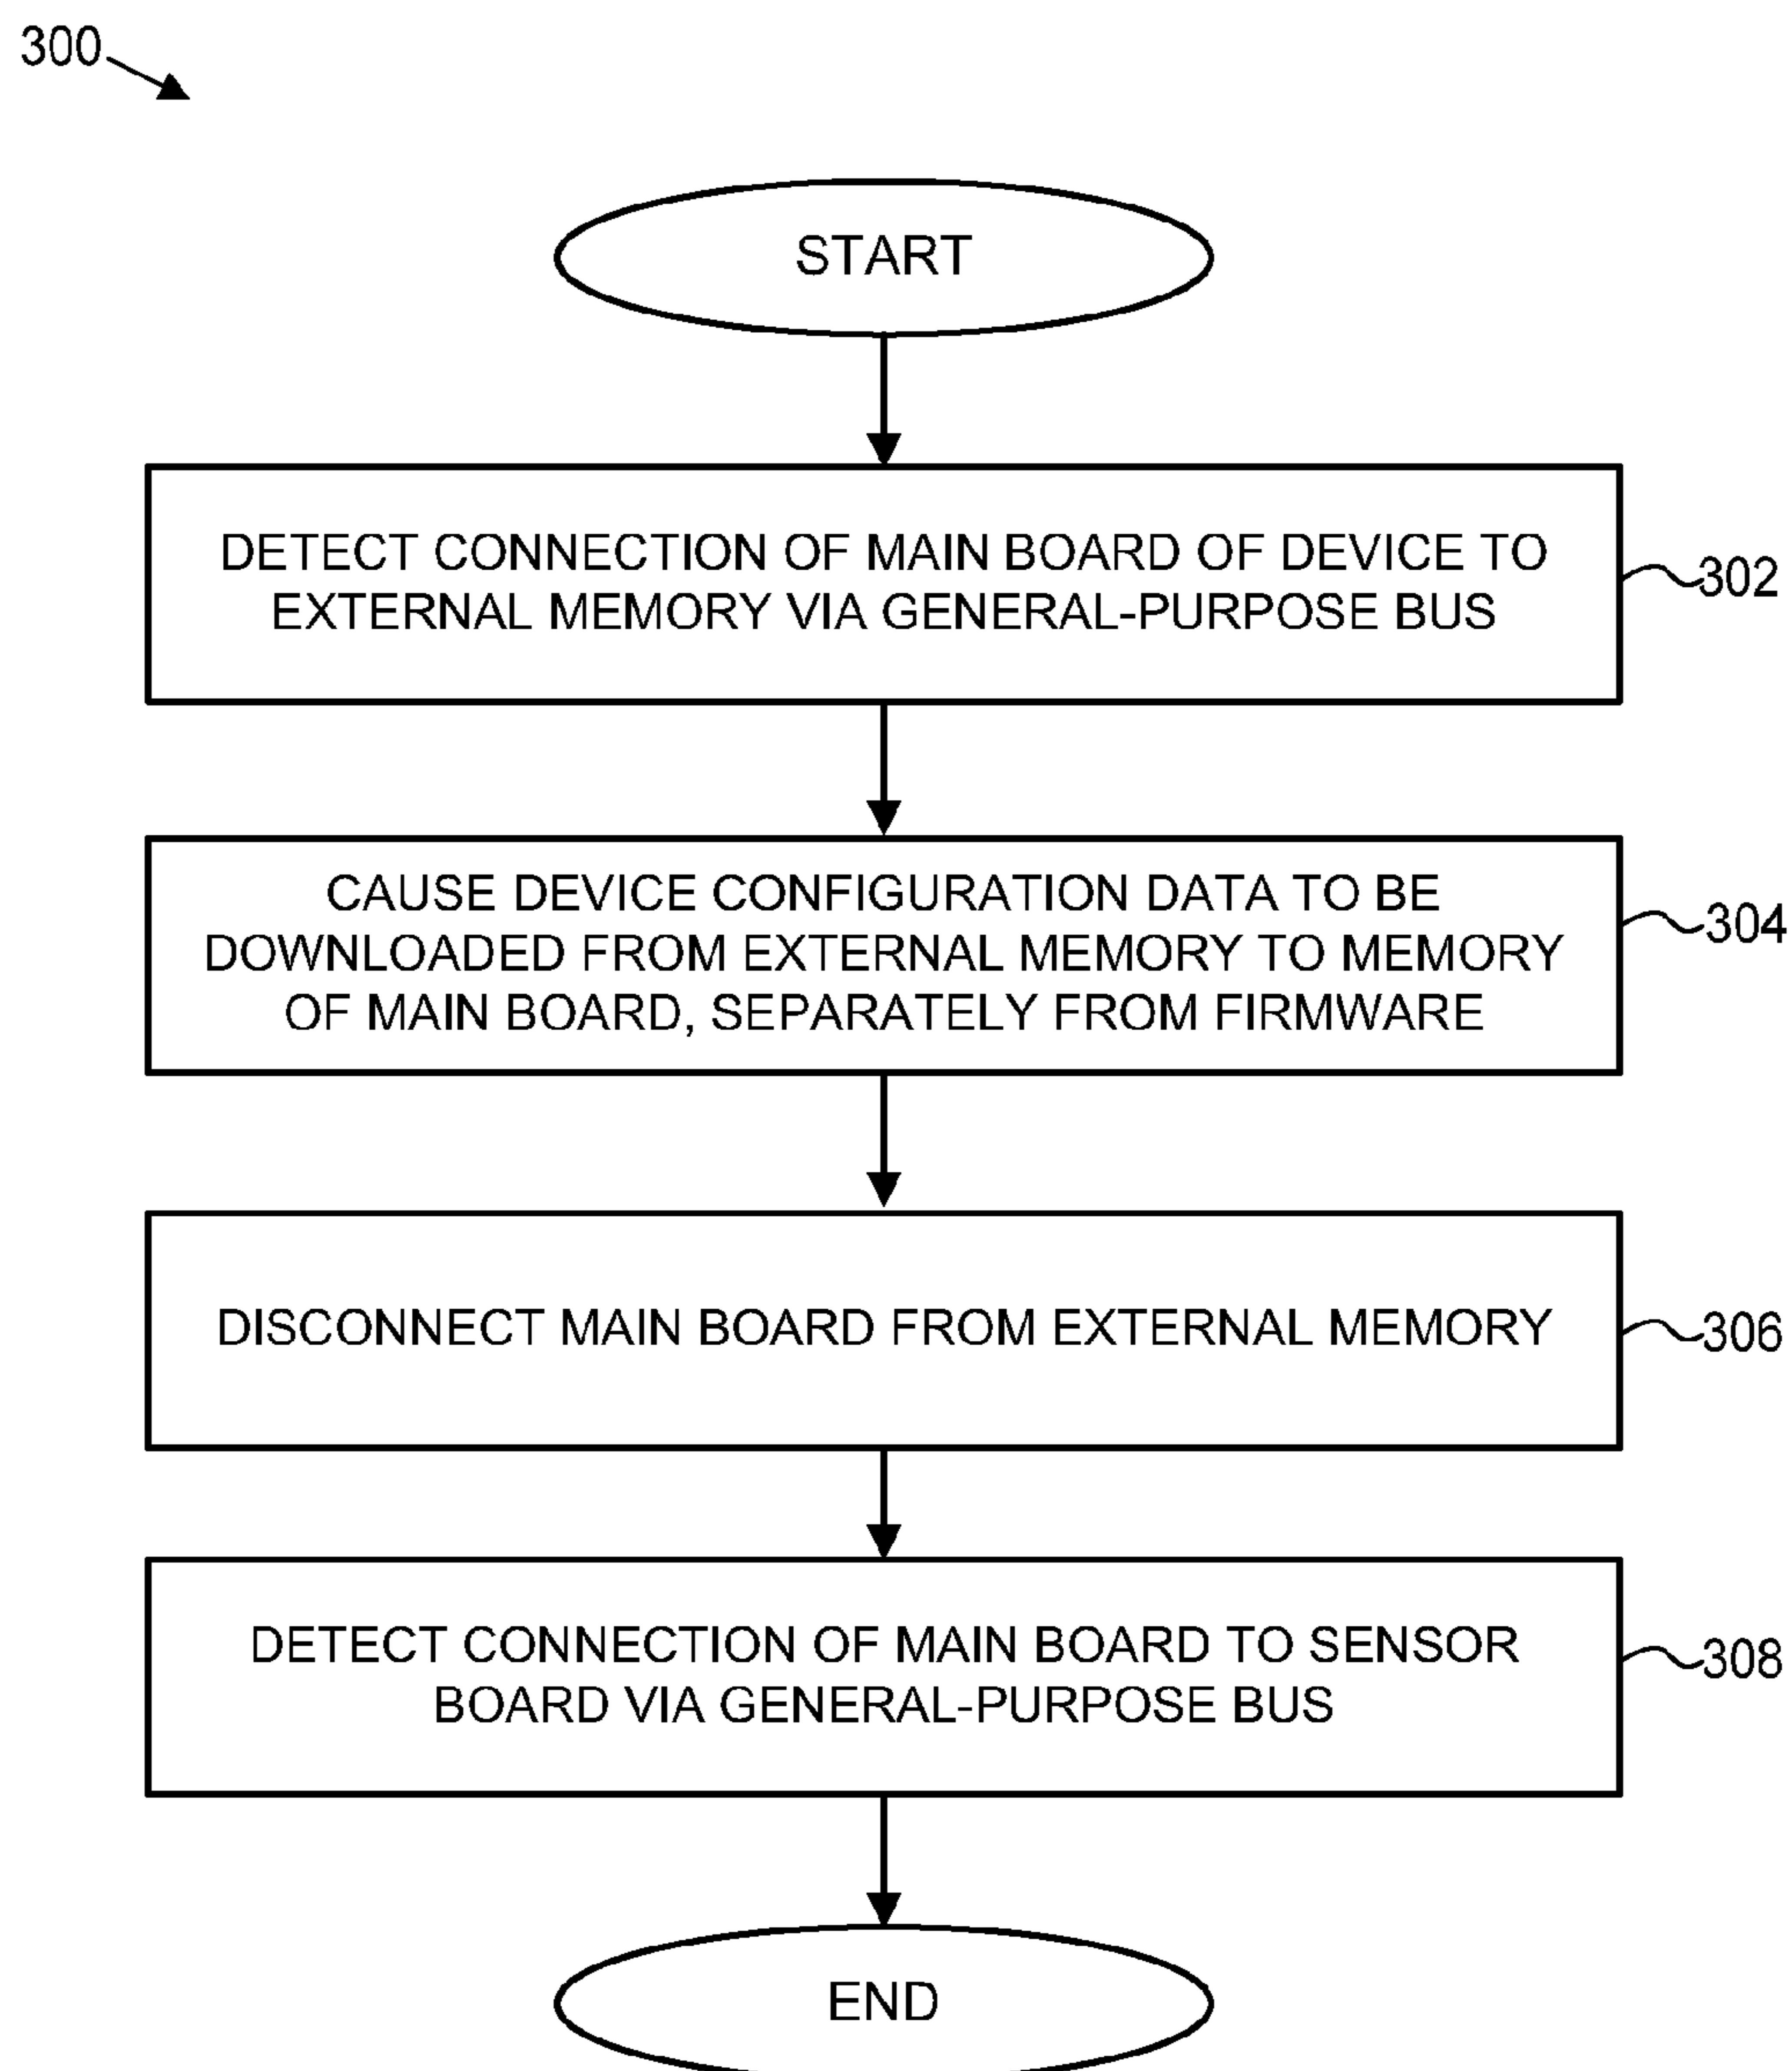 300
START
DETECT CONNECTION OF MAIN BOARD OF DEVICE TO
EXTERNAL MEMORY VIA GENERAL-PURPOSE BUS
302
CAUSE DEVICE CONFIGURATION DATA TO BE
DOWNLOADED FROM EXTERNAL MEMORY TO MEMORY
OF MAIN BOARD, SEPARATELY FROM FIRMWARE
304
DISCONNECT MAIN BOARD FROM EXTERNAL MEMORY
306
DETECT CONNECTION OF MAIN BOARD TO SENSOR
BOARD VIA GENERAL-PURPOSE BUS
308
END